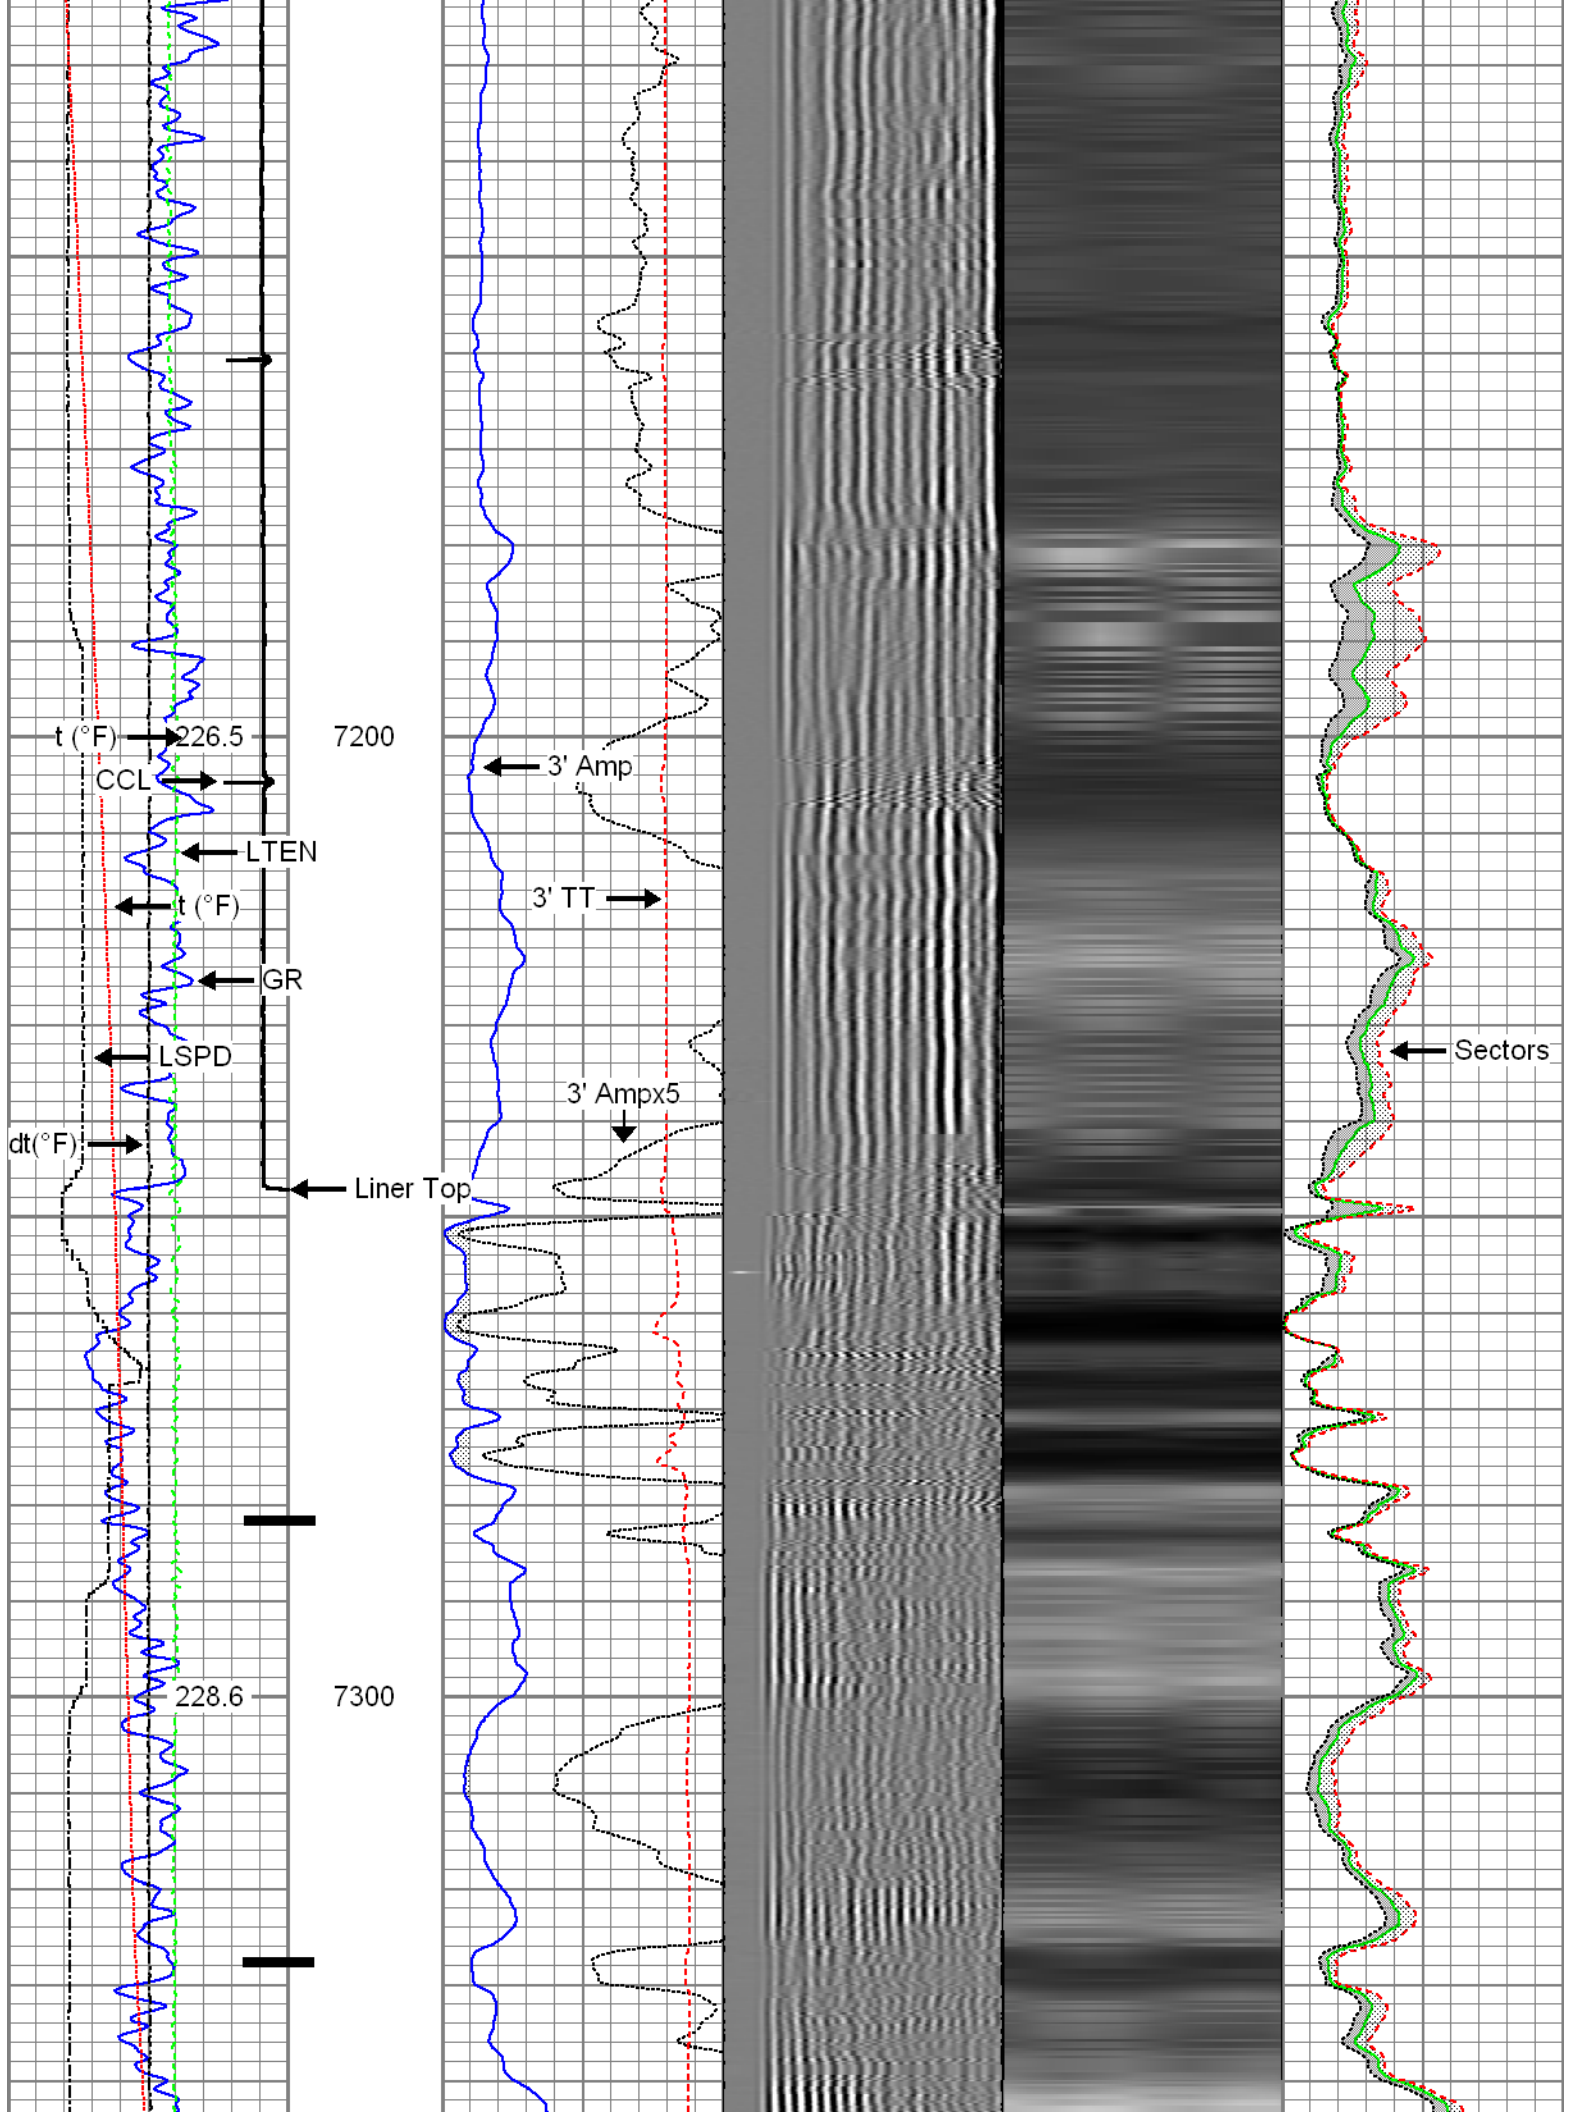 t (°F) 226.5 7200
3' Amp
CCL
LTEN
3' TT
t (°F)
GR
LSPD
Sectors
3' Ampx5
dt(°F)
Liner Top
228.6 7300